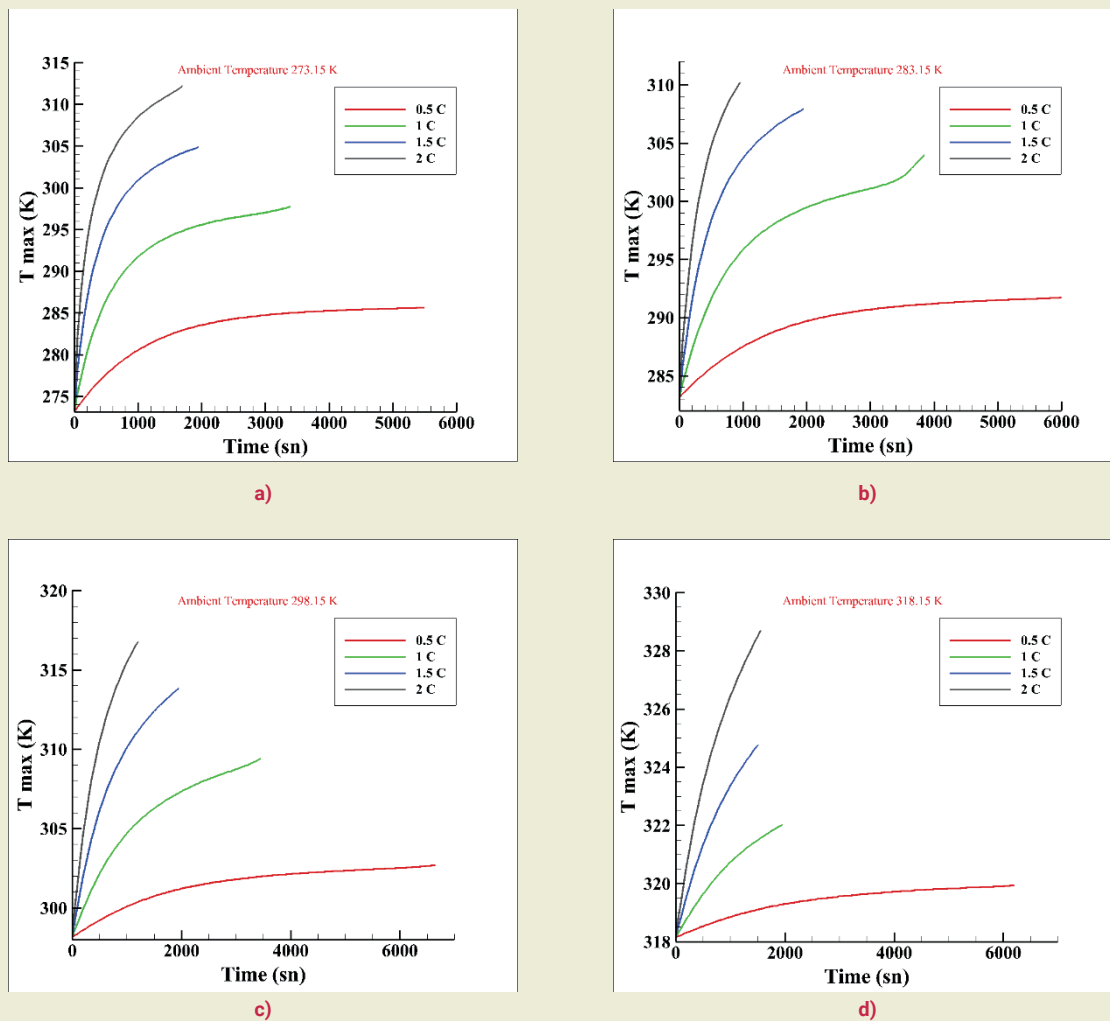 Ambient Temperature 273.15 K
0.5 C
1 C
1.5 C
2 C
T max (K)
315
310
305
300
295
290
285
280
275
0 1000 2000 3000 4000 5000 6000
Time (sn)
a)
Ambient Temperature 283.15 K
0.5 C
1 C
1.5 C
2 C
T max (K)
310
305
300
295
290
285
0 1000 2000 3000 4000 5000 6000
Time (sn)
b)
Ambient Temperature 298.15 K
0.5 C
1 C
1.5 C
2 C
T max (K)
320
315
310
305
300
0 2000 4000 6000
Time (sn)
c)
Ambient Temperature 318.15 K
0.5 C
1 C
1.5 C
2 C
T max (K)
330
328
326
324
322
320
318
0 2000 4000 6000
Time (sn)
d)